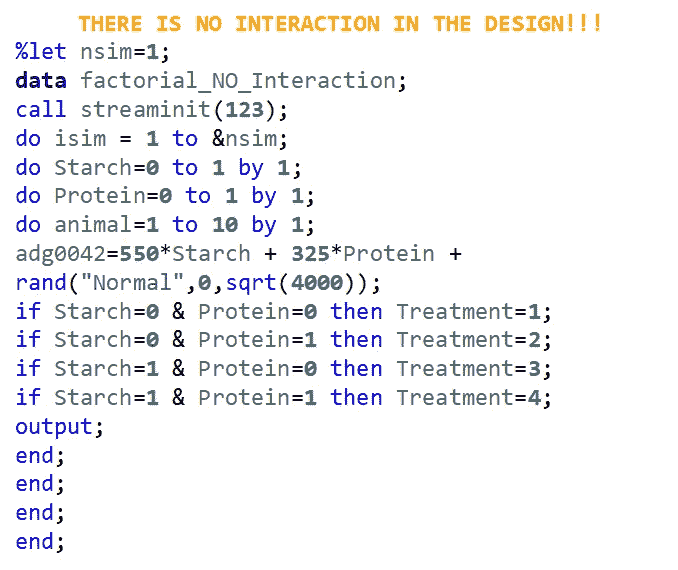 THERE IS NO INTERACTION IN THE DESIGN!!!
%let nsim=1;
data factorial_NO_Interaction;
call streaminit(123);
do isim = 1 to &nsim;
do Starch=0 to 1 by 1;
do Protein=0 to 1 by 1;
do animal=1 to 10 by 1;
adg0042=550*Starch + 325*Protein +
rand("Normal",0,sqrt(4000));
if Starch=0 & Protein=0 then Treatment=1;
if Starch=0 & Protein=1 then Treatment=2;
if Starch=1 & Protein=0 then Treatment=3;
if Starch=1 & Protein=1 then Treatment=4;
output;
end;
end;
end;
end;